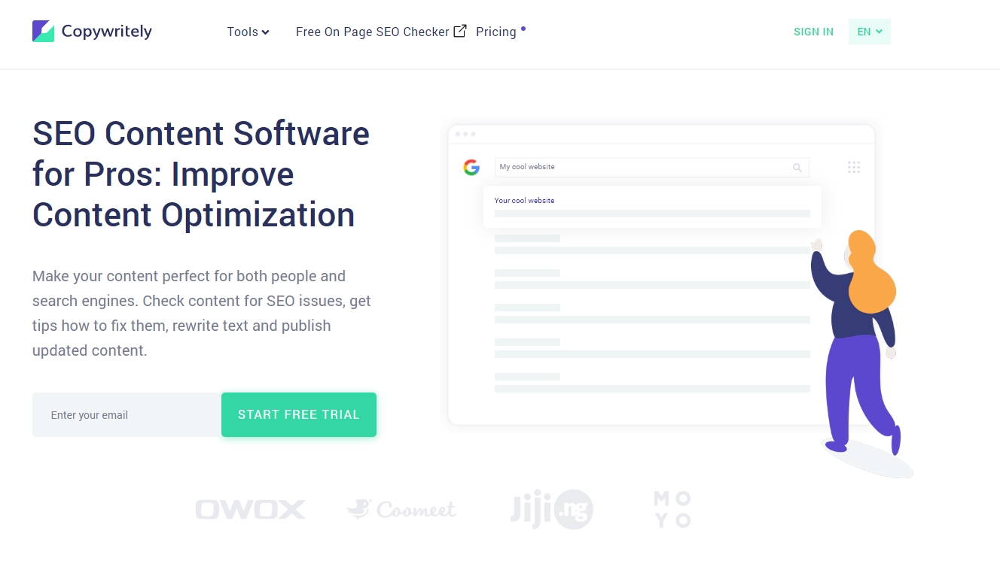 Copywritely
Tools
Free On Page SEO Checker
Pricing
SIGN IN
EN
SEO Content Software
for Pros: Improve
Content Optimization
Make your content perfect for both people and
search engines. Check content for SEO issues, get
tips how to fix them, rewrite text and publish
updated content.
Enter your email
START FREE TRIAL
G
My cool website
Your cool website
OWOX
Coomeet
Jiji.ng
MO
YO